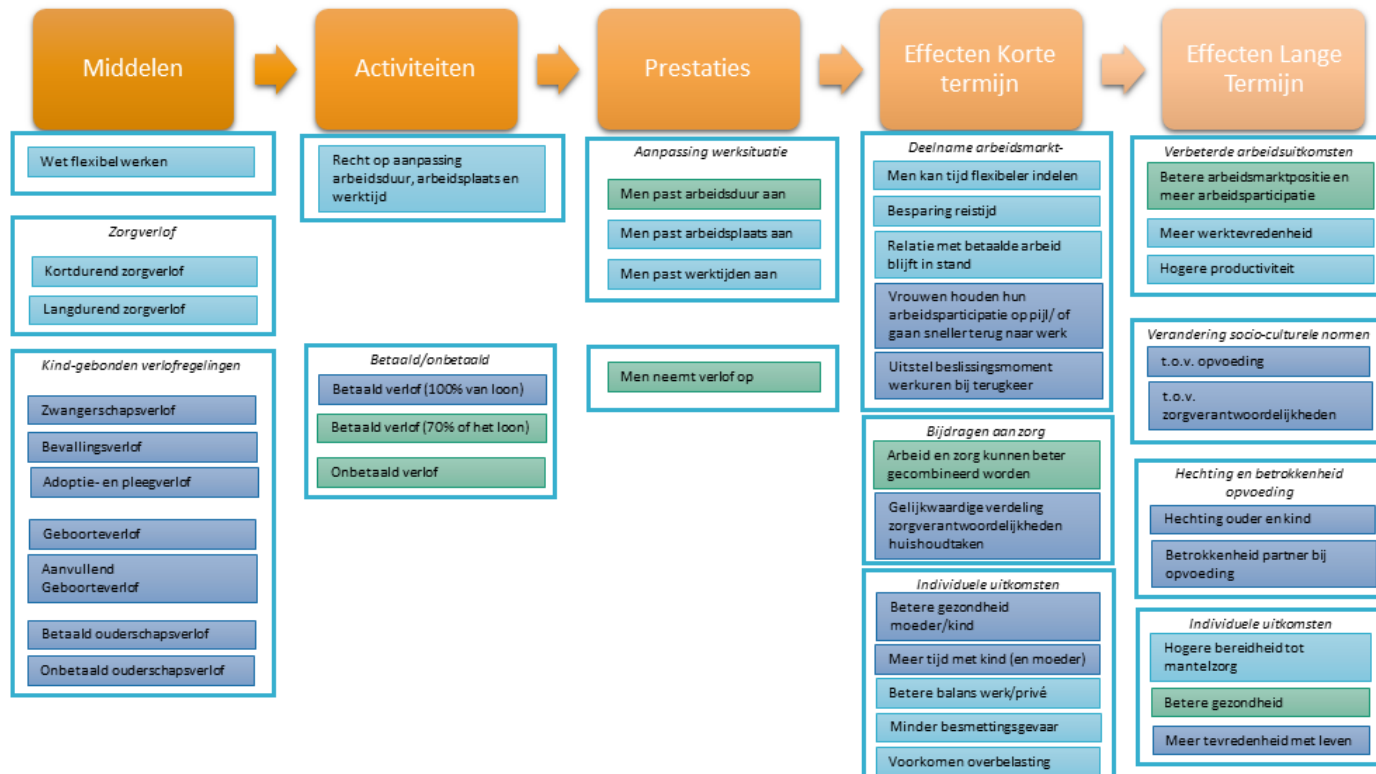 Middelen
Activiteiten
Prestaties
Effecten Korte
termijn
Effecten Lange
Termijn
Wet flexibel werken
Zorgverlof
Kortdurend zorgverlof
Langdurend zorgverlof
Kind-gebonden verlofregelingen
Zwangerschapsverlof
Bevallingsverlof
Adoptie- en pleegverlof
Geboorteverlof
Aanvullend
Geboorteverlof
Betaald ouderschapsverlof
Onbetaald ouderschapsverlof
Recht op aanpassing
arbeidsduur, arbeidsplaats en
werktijd
Betaald/onbetaald
Betaald verlof (100% van loon)
Betaald verlof (70% of het loon)
Onbetaald verlof
Aanpassing werksituatie
Men past arbeidsduur aan
Men past arbeidsplaats aan
Men past werktijden aan
Men neemt verlof op
Deelname arbeidsmarkt-
Men kan tijd flexibeler indelen
Besparing reistijd
Relatie met betaalde arbeid
blijft in stand
Vrouwen houden hun
arbeidsparticipatie op pijl/ of
gaan sneller terug naar werk
Uitstel beslissingsmoment
werkuren bij terugkeer
Bijdragen aan zorg
Arbeid en zorg kunnen beter
gecombineerd worden
Gelijkwaardige verdeling
zorgverantwoordelijkheden
huishoudtaken
Individuele uitkomsten
Betere gezondheid
moeder/kind
Meer tijd met kind (en moeder)
Betere balans werk/privé
Minder besmettingsgevaar
Voorkomen overbelasting
Verbeterde arbeidsuitkomsten
Betere arbeidsmarktpositie en
meer arbeidsparticipatie
Meer werktevredenheid
Hogere productiviteit
Verandering socio-culturele normen
t.o.v. opvoeding
t.o.v.
zorgverantwoordelijkheden
Hechting en betrokkenheid
opvoeding
Hechting ouder en kind
Betrokkenheid partner bij
opvoeding
Individuele uitkomsten
Hogere bereidheid tot
mantelzorg
Betere gezondheid
Meer tevredenheid met leven